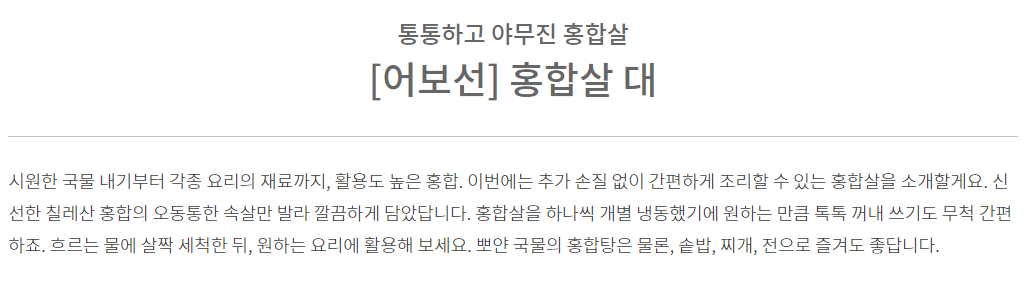 통통하고 야무진 홍합살
[어보선] 홍합살 대
시원한 국물 내기부터 각종 요리의 재료까지, 활용도 높은 홍합. 이번에는 추가 손질 없이 간편하게 조리할 수 있는 홍합살을 소개할게요. 신
선한 칠레산 홍합의 오동통한 속살만 발라 깔끔하게 담았답니다. 홍합살을 하나씩 개별 냉동했기에 원하는 만큼 톡톡 꺼내 쓰기도 무척 간편
하죠. 흐르는 물에 살짝 세척한 뒤, 원하는 요리에 활용해 보세요. 뽀얀 국물의 홍합탕은 물론, 솥밥, 찌개, 전으로 즐겨도 좋답니다.